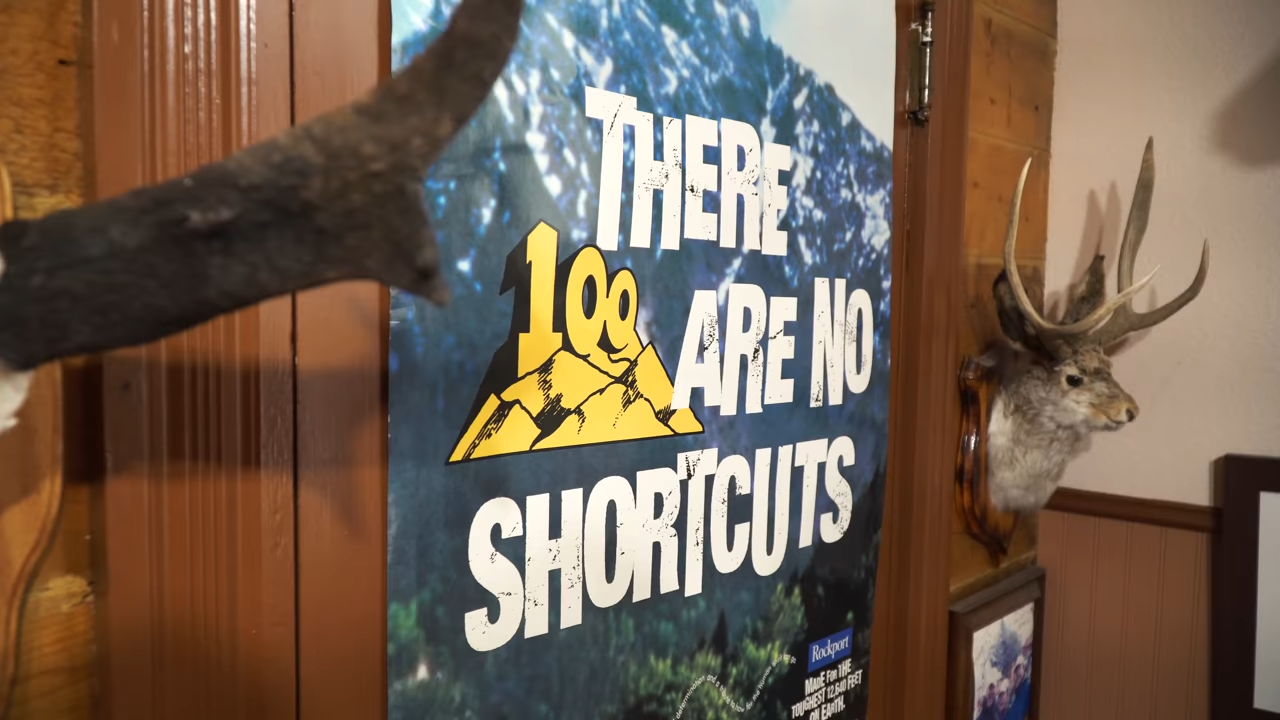 THERE
100
ARE NO
SHORTCUTS
Rockport
MADE FOR THE
TOUGHEST 12,640 FEET
ON EARTH.